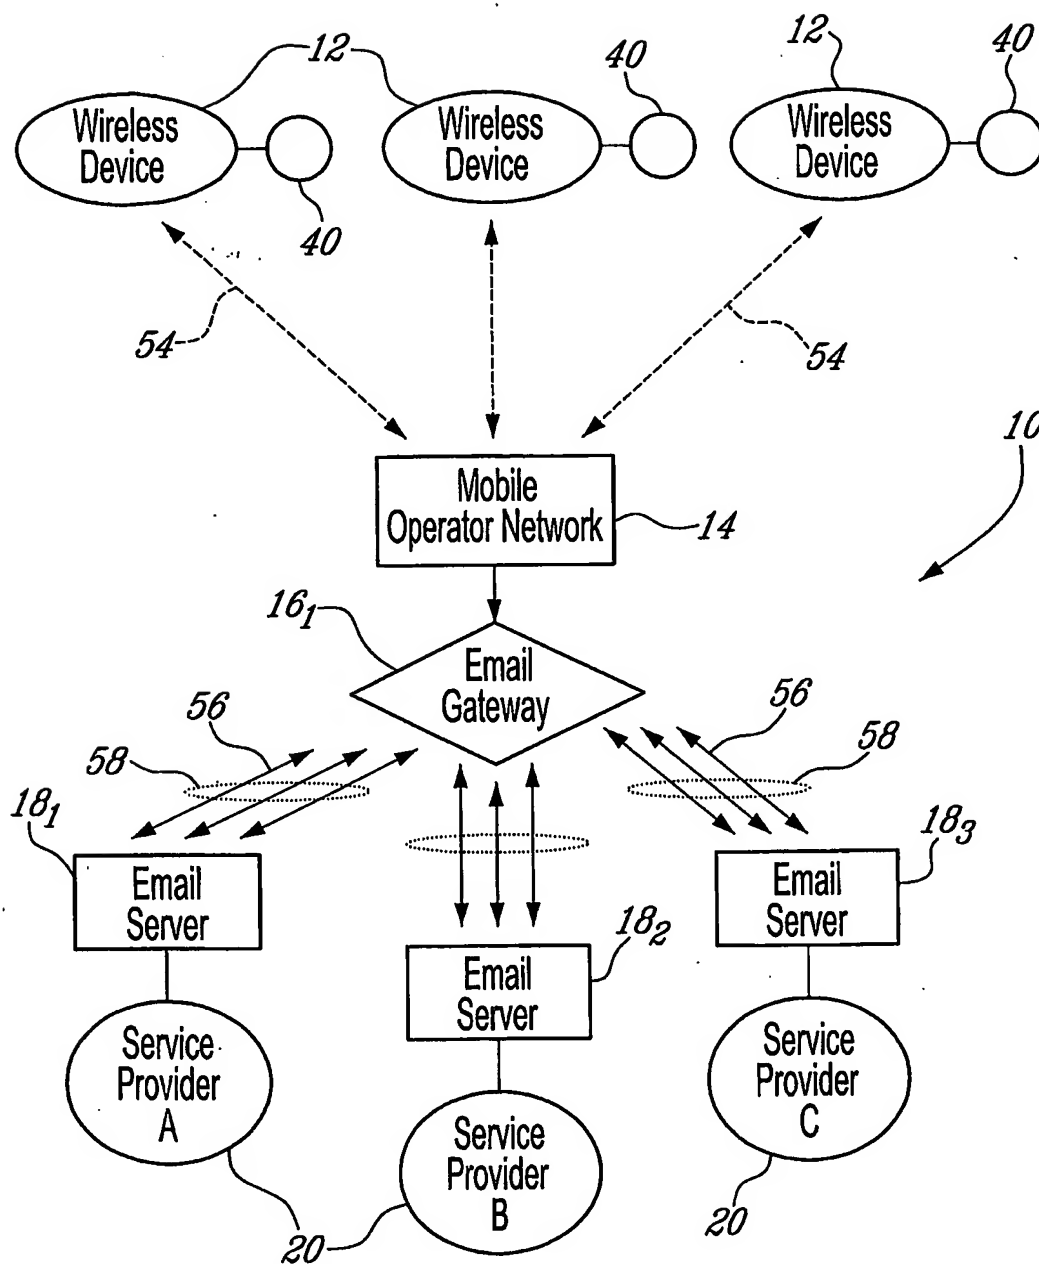 12
40
12
40
Wireless
Device
Wireless
Device
Wireless
Device
40
54
54
10
Mobile
Operator Network
14
16₁
Email
Gateway
56
56
58
58
18₁
18₃
Email
Server
Email
Server
18₂
Email
Server
Service
Provider
A
Service
Provider
C
Service
Provider
B
20
20
20